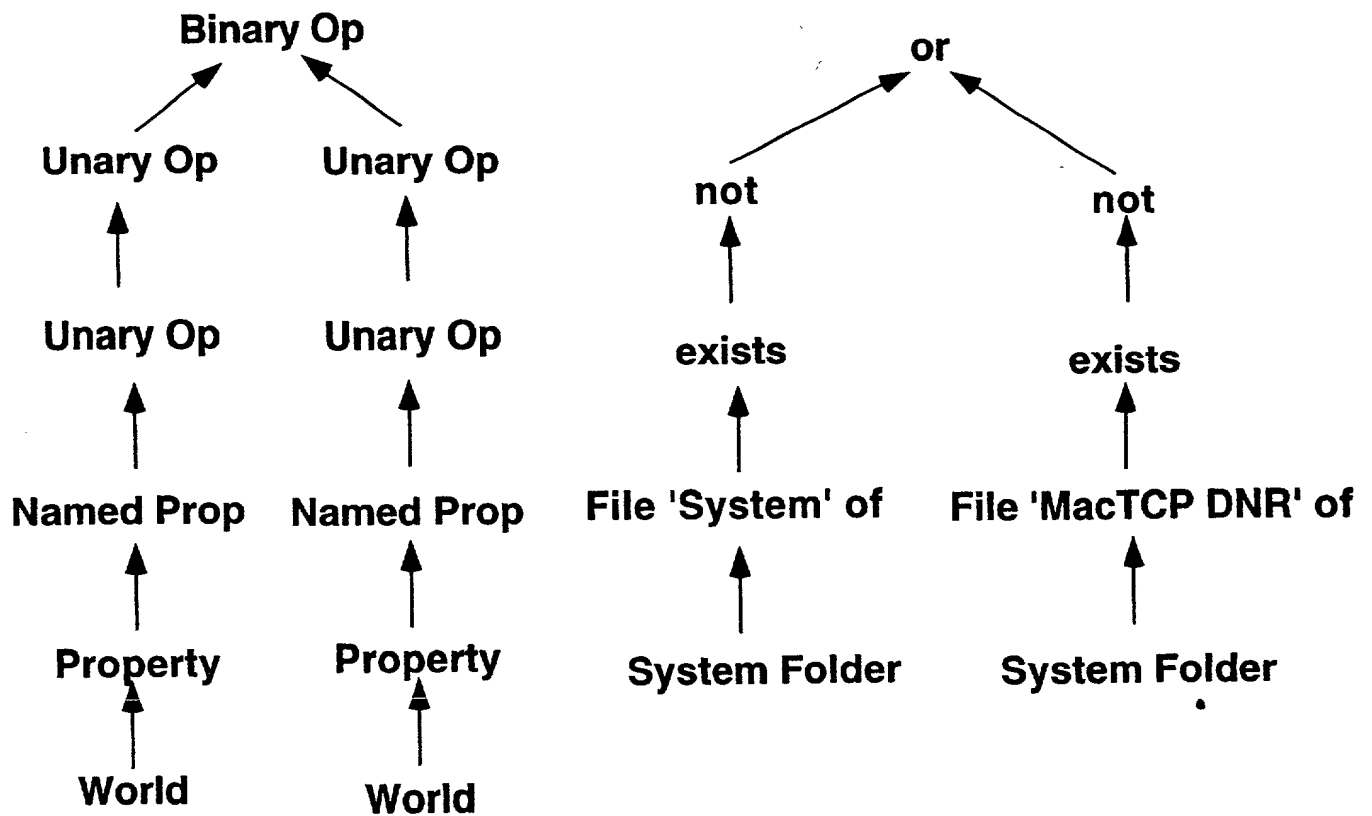 Binary Op
or
Unary Op Unary Op
not not
Unary Op Unary Op
exists exists
Named Prop Named Prop File 'System' of File 'MacTCP DNR' of
Property Property System Folder System Folder
World World